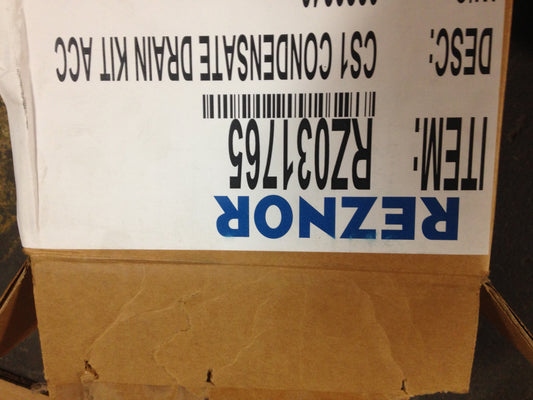 REZNOR
ITEM: RZ031765
DESC: CS1 CONDENSATE DRAIN KIT ACC